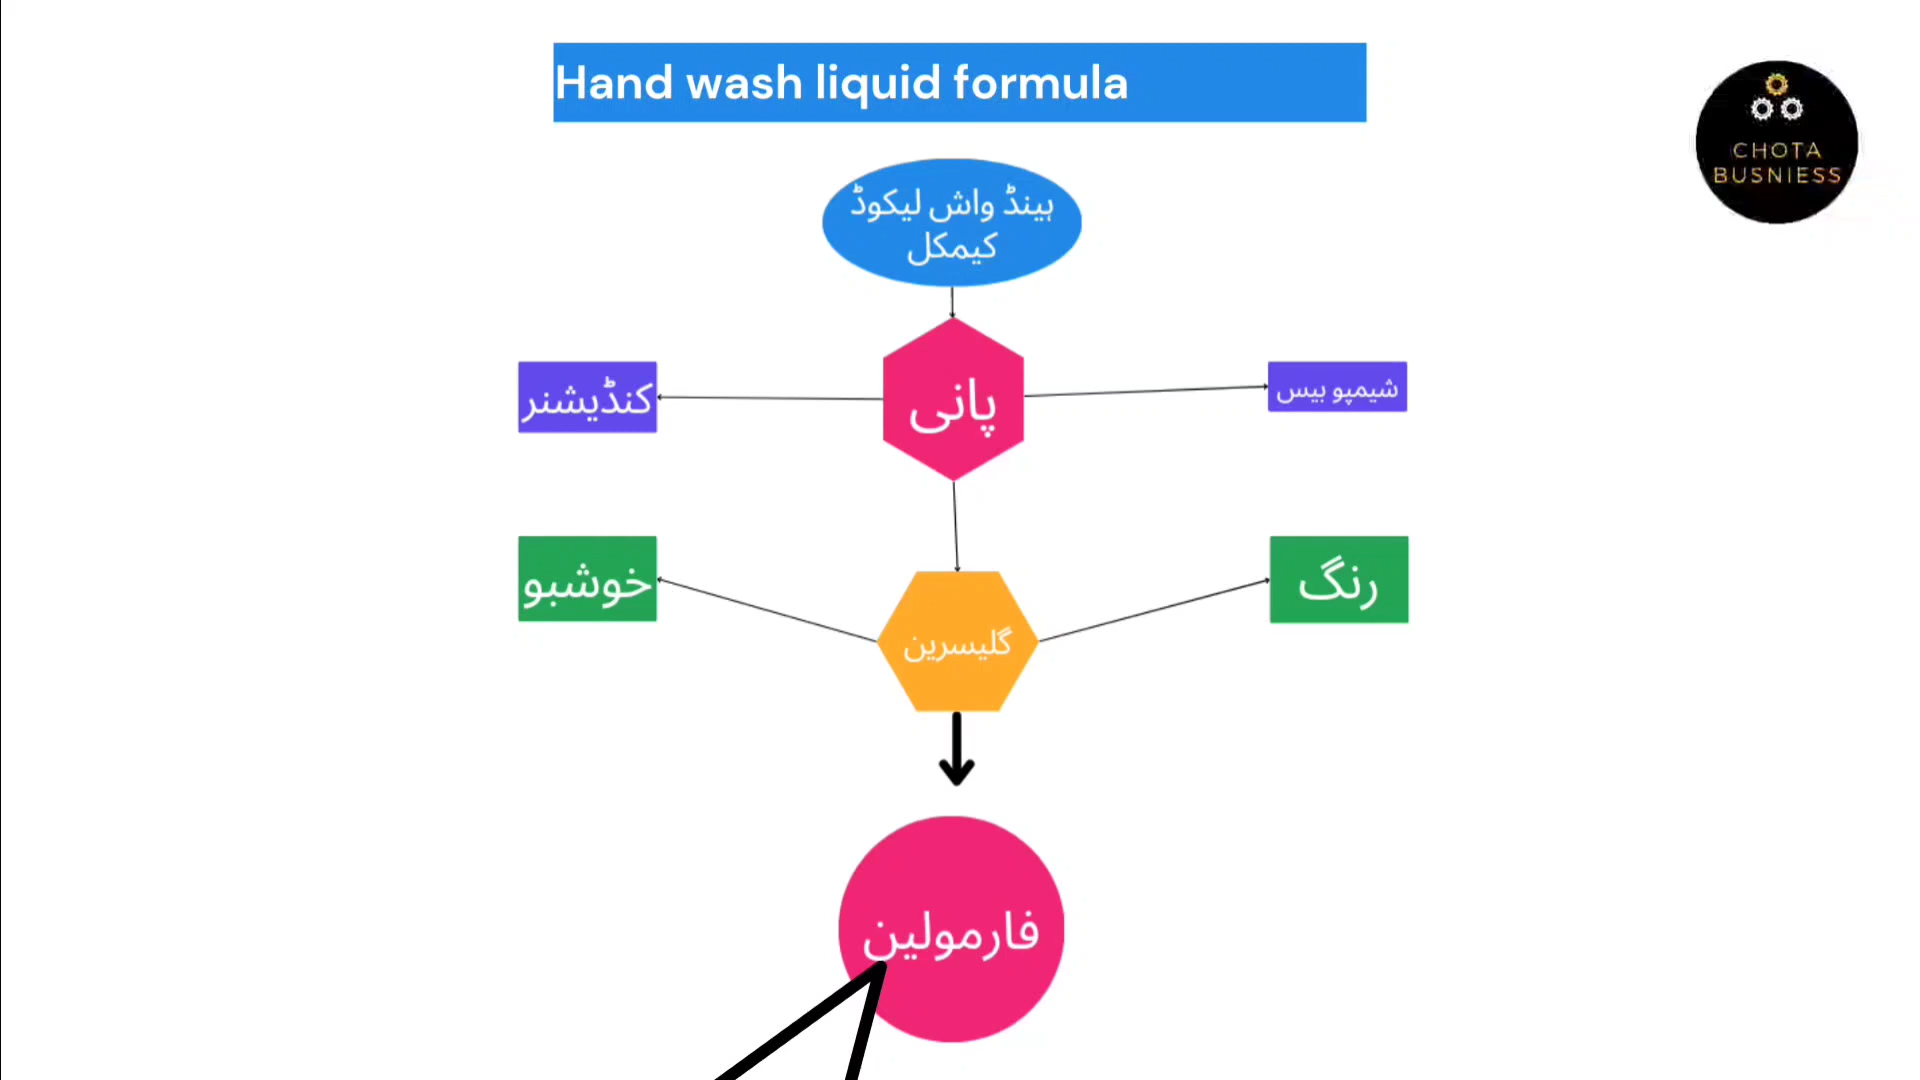 Hand wash liquid formula
CHOTA
BUSNIESS
ہینڈ واش لیکوڈ
کیمکل
پانی
شیمپو بیس
کنڈیشنر
رنگ
خوشبو
گلیسرین
فارمولین